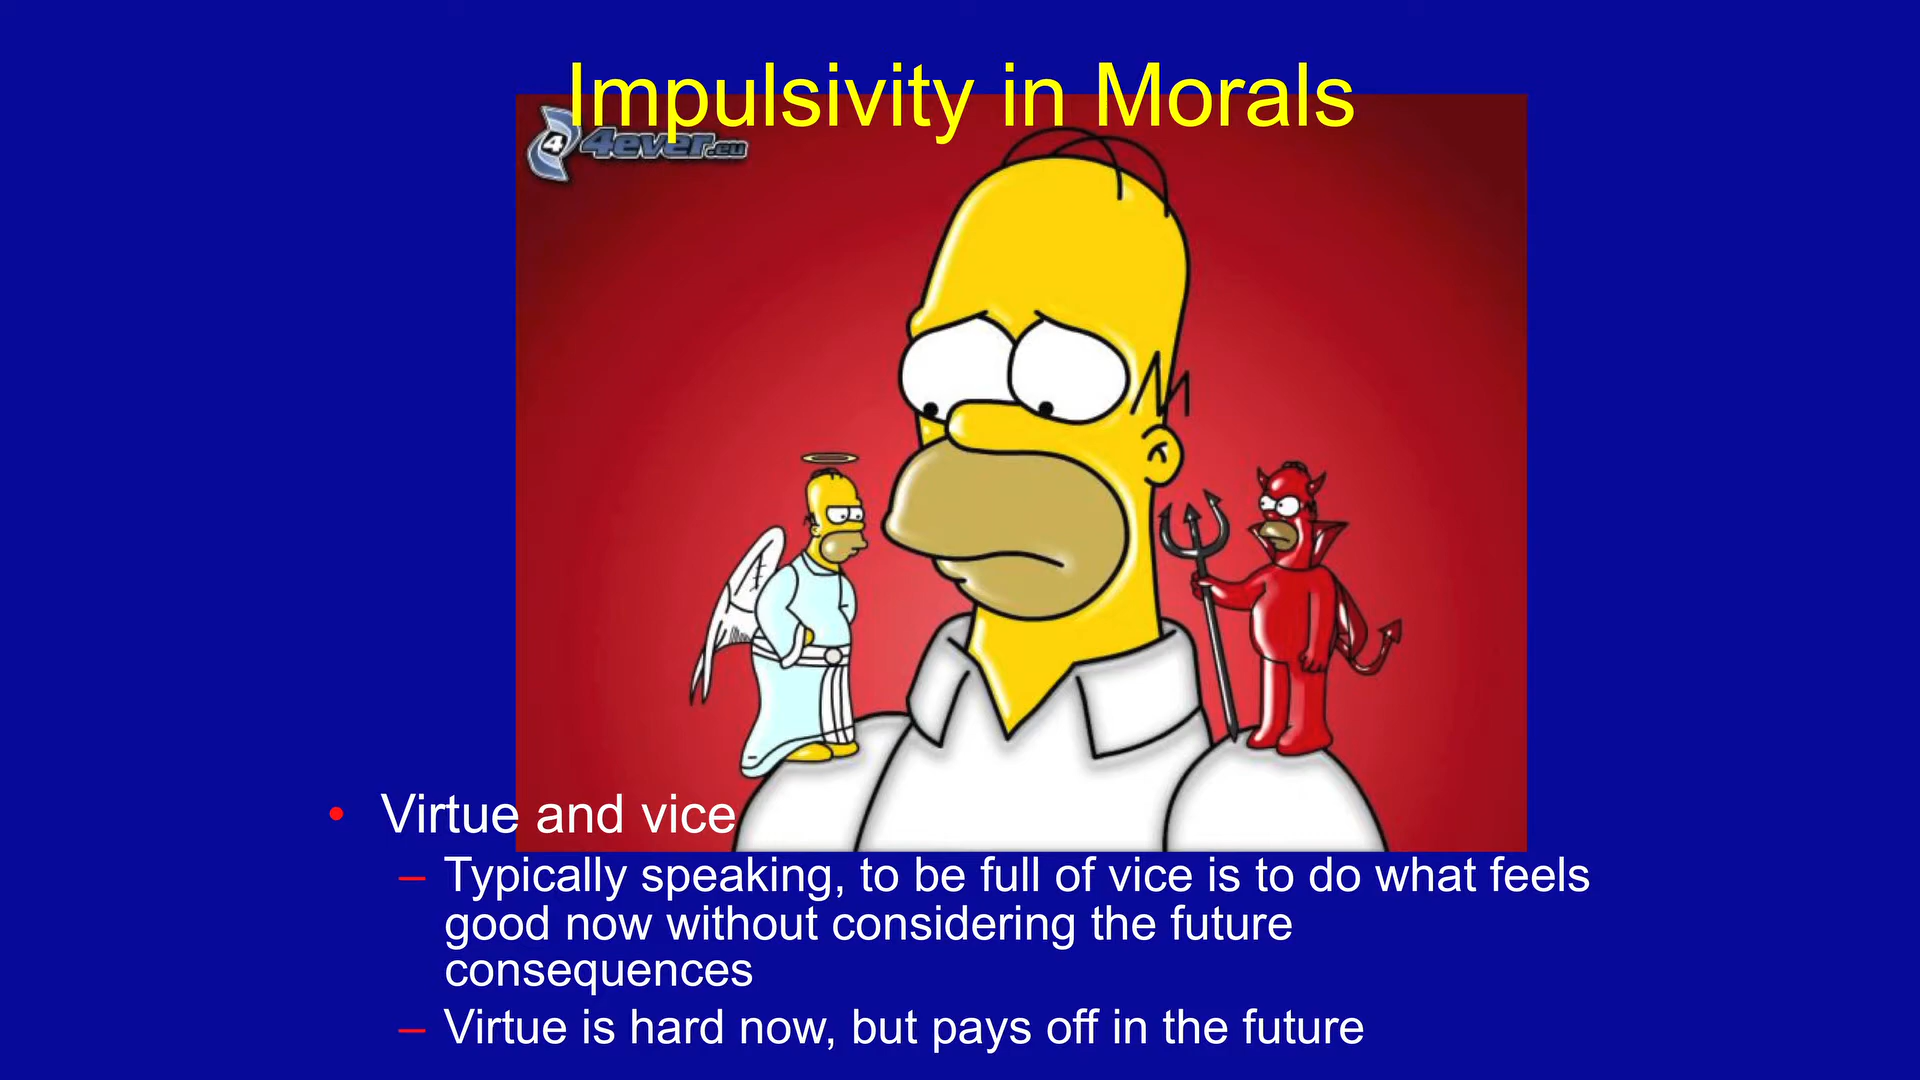 Impulsivity in Morals
4 4ever.eu
• Virtue and vice
– Typically speaking, to be full of vice is to do what feels
good now without considering the future
consequences
– Virtue is hard now, but pays off in the future